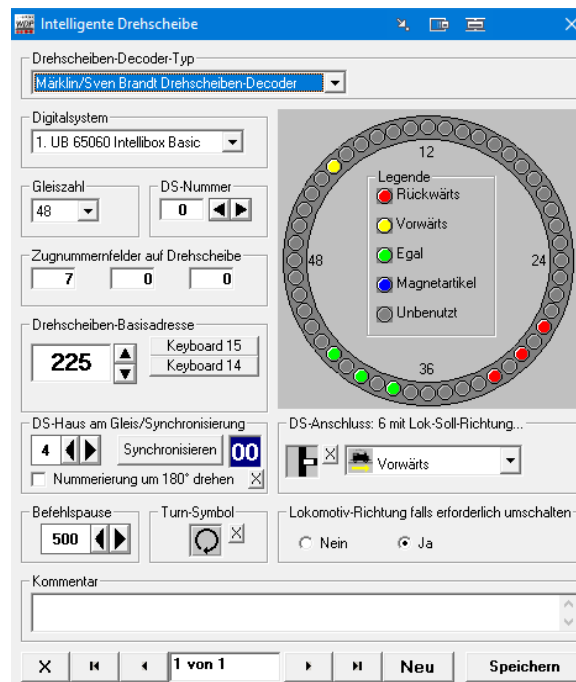 WDP Intelligente Drehscheibe
Drehscheiben-Decoder-Typ
Märklin/Sven Brandt Drehscheiben-Decoder
Digitalsystem
1. UB 65060 Intellibox Basic
Gleiszahl
48
DS-Nummer
0
Zugnummernfelder auf Drehscheibe
7 0 0
Drehscheiben-Basisadresse
225
Keyboard 15
Keyboard 14
12
24
36
48
Legende
Rückwärts
Vorwärts
Egal
Magnetartikel
Unbenutzt
DS-Haus am Gleis/Synchronisierung
4 Synchronisieren 00
Nummerierung um 180° drehen X
DS-Anschluss: 6 mit Lok-Soll-Richtung...
X Vorwärts
Befehlspause
500
Turn-Symbol
X
Lokomotiv-Richtung falls erforderlich umschalten
Nein Ja
Kommentar
X 1 von 1 Neu Speichern